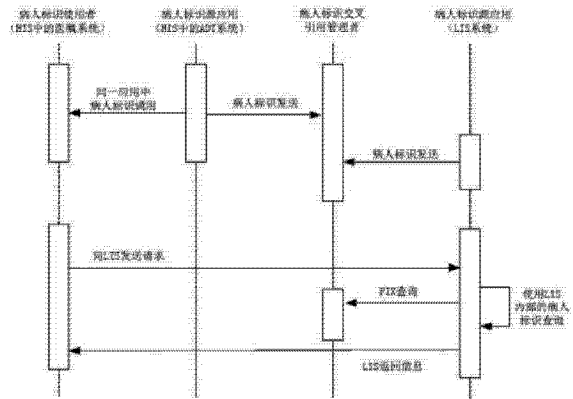 病人标识使用者
(HIS中的医嘱系统)
病人标识源应用
(HIS中的ADT系统)
病人标识交叉
引用管理者
病人标识源应用
(LIS系统)
同一应用中
病人标识
病人标识发送
病人标识发送
向LIS发送请求
PIX查询
使用LIS
内部的病人
标识查询
LIS返回信息